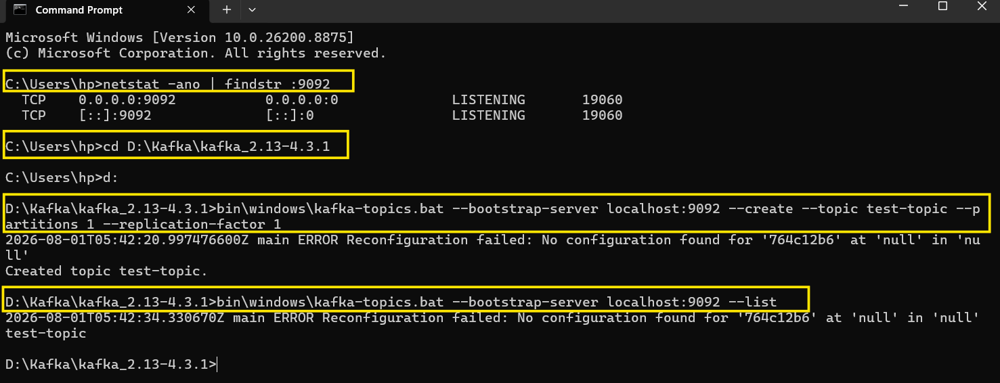 Command Prompt
Microsoft Windows [Version 10.0.26200.8875]
(c) Microsoft Corporation. All rights reserved.
C:\Users\hp>netstat -ano | findstr :9092
TCP 0.0.0.0:9092 0.0.0.0:0 LISTENING 19060
TCP [::]:9092 [::]:0 LISTENING 19060
C:\Users\hp>cd D:\Kafka\kafka_2.13-4.3.1
C:\Users\hp>d:
D:\Kafka\kafka_2.13-4.3.1>bin\windows\kafka-topics.bat --bootstrap-server localhost:9092 --create --topic test-topic --p
artitions 1 --replication-factor 1
2026-08-01T05:42:20.997476600Z main ERROR Reconfiguration failed: No configuration found for '764c12b6' at 'null' in 'nu
ll'
Created topic test-topic.
D:\Kafka\kafka_2.13-4.3.1>bin\windows\kafka-topics.bat --bootstrap-server localhost:9092 --list
2026-08-01T05:42:34.330670Z main ERROR Reconfiguration failed: No configuration found for '764c12b6' at 'null' in 'null'
test-topic
D:\Kafka\kafka_2.13-4.3.1>